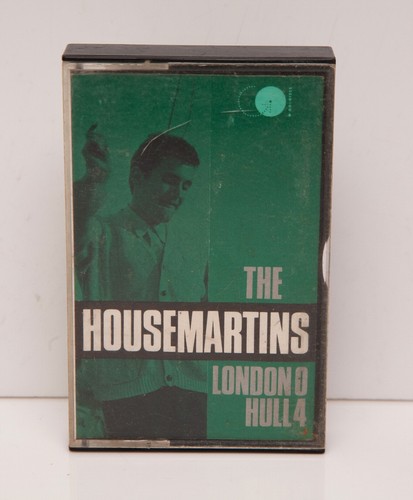 THE
HOUSEMARTINS
LONDON 0
HULL 4